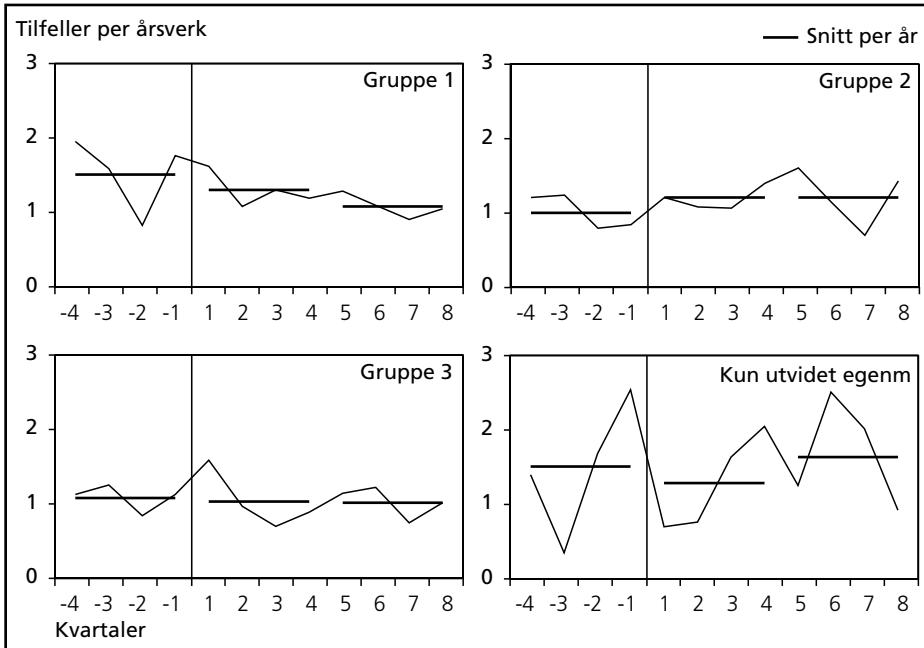 Tilfeller per årsverk
Snitt per år
Gruppe 1
3
2
1
0
-4 -3 -2 -1 1 2 3 4 5 6 7 8
Gruppe 2
3
2
1
0
-4 -3 -2 -1 1 2 3 4 5 6 7 8
Gruppe 3
3
2
1
0
-4 -3 -2 -1 1 2 3 4 5 6 7 8
Kun utvidet egenm
3
2
1
0
-4 -3 -2 -1 1 2 3 4 5 6 7 8
Kvartaler